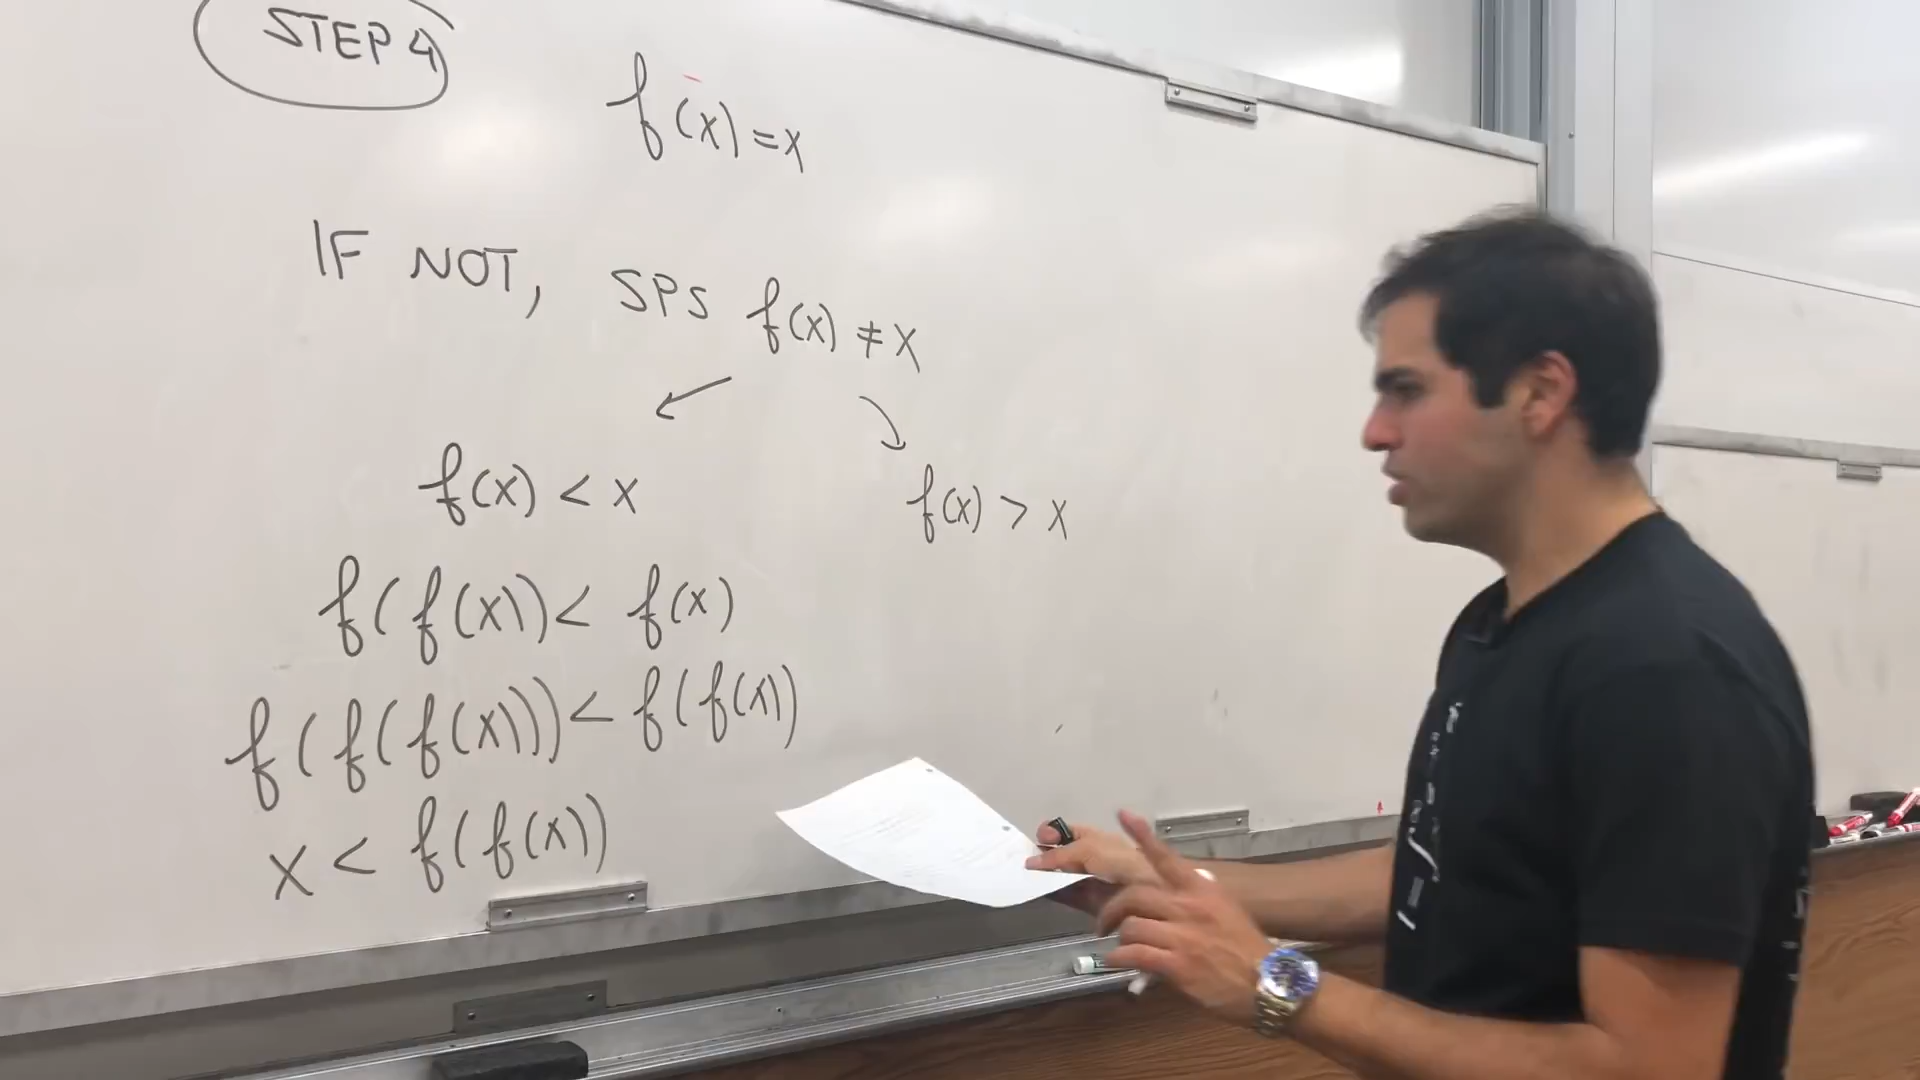 STEP 4
f(x)=x
IF NOT, SPS f(x) ≠ x
f(x) < x
f(x) > x
f(f(x)) < f(x)
f(f(f(x))) < f(f(x))
x < f(f(x))